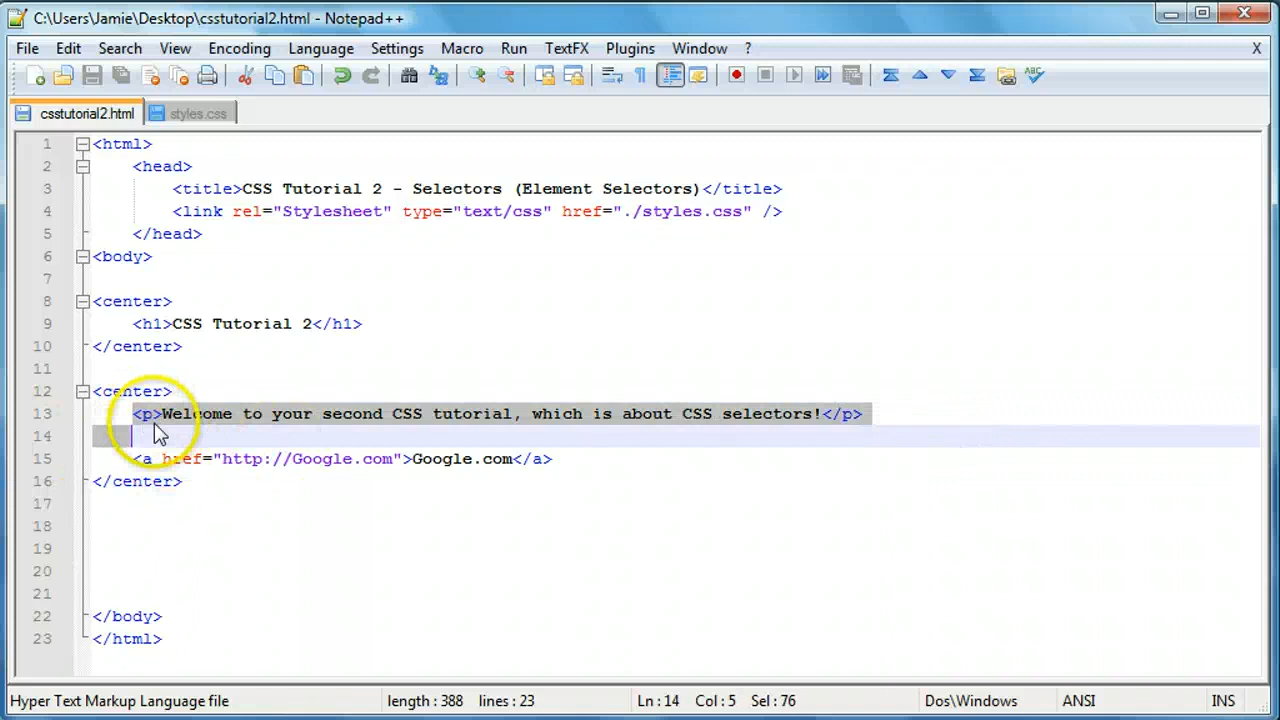 C:\Users\Jamie\Desktop\csstutorial2.html - Notepad++
File Edit Search View Encoding Language Settings Macro Run TextFX Plugins Window ? X
csstutorial2.html styles.css
1 <html>
2 <head>
3 <title>CSS Tutorial 2 - Selectors (Element Selectors)</title>
4 <link rel="Stylesheet" type="text/css" href="./styles.css" />
5 </head>
6 <body>
7
8 <center>
9 <h1>CSS Tutorial 2</h1>
10 </center>
11
12 <center>
13 <p>Welcome to your second CSS tutorial, which is about CSS selectors!</p>
14
15 <a href="http://Google.com">Google.com</a>
16 </center>
17
18
19
20
21
22 </body>
23 </html>
Hyper Text Markup Language file length : 388 lines : 23 Ln : 14 Col : 5 Sel : 76 Dos\Windows ANSI INS